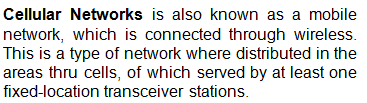 Cellular Networks is also known as a mobile
network, which is connected through wireless.
This is a type of network where distributed in the
areas thru cells, of which served by at least one
fixed-location transceiver stations.